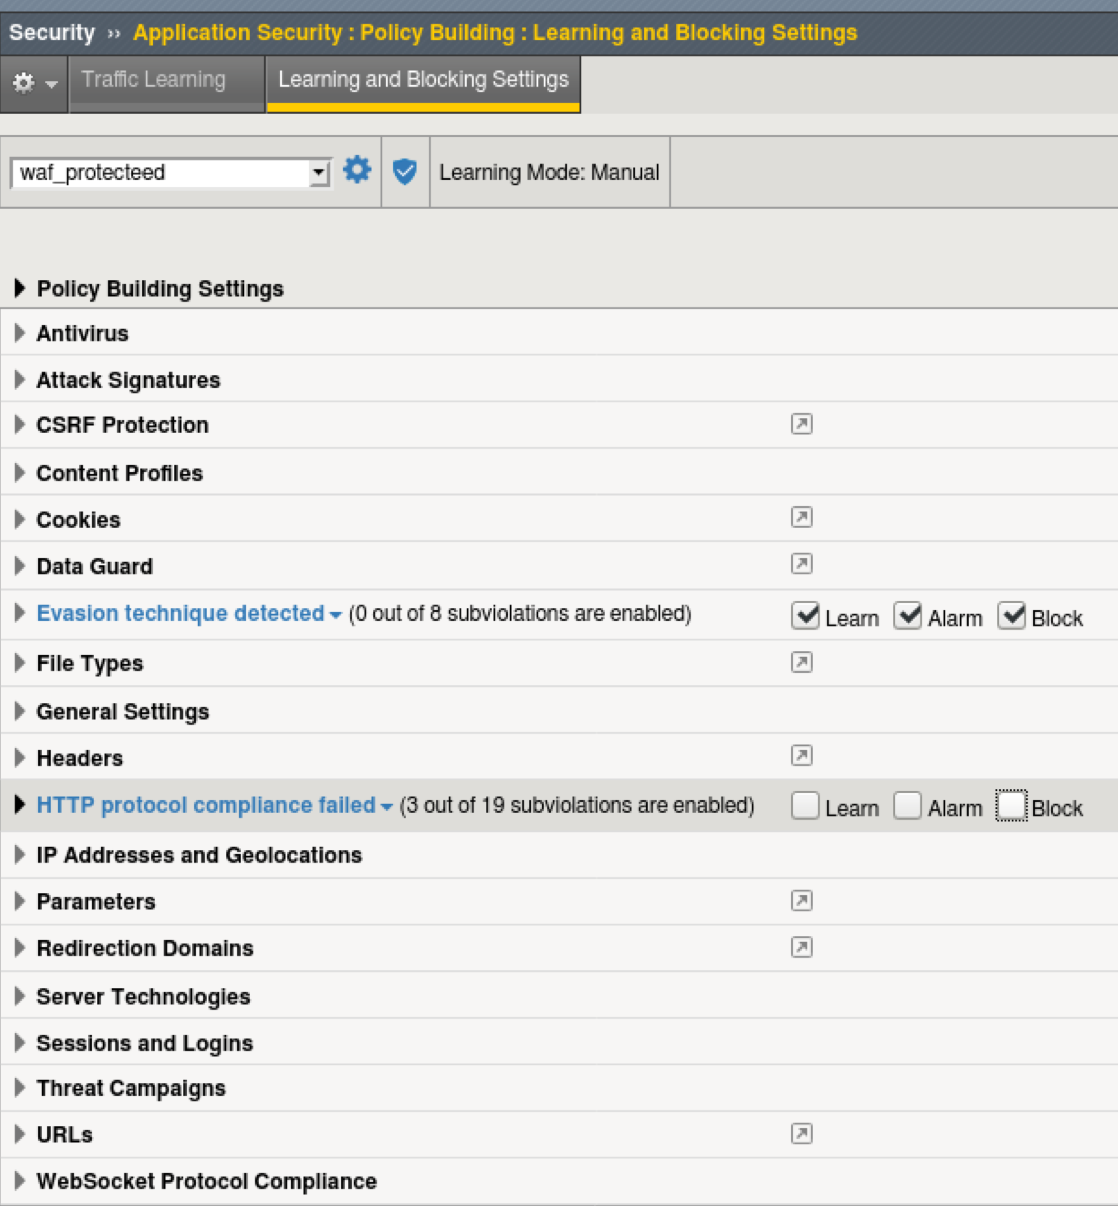 Security ›› Application Security : Policy Building : Learning and Blocking Settings
Traffic Learning Learning and Blocking Settings
waf_protecteed Learning Mode: Manual
Policy Building Settings
Antivirus
Attack Signatures
CSRF Protection
Content Profiles
Cookies
Data Guard
Evasion technique detected (0 out of 8 subviolations are enabled) Learn Alarm Block
File Types
General Settings
Headers
HTTP protocol compliance failed (3 out of 19 subviolations are enabled) Learn Alarm Block
IP Addresses and Geolocations
Parameters
Redirection Domains
Server Technologies
Sessions and Logins
Threat Campaigns
URLs
WebSocket Protocol Compliance